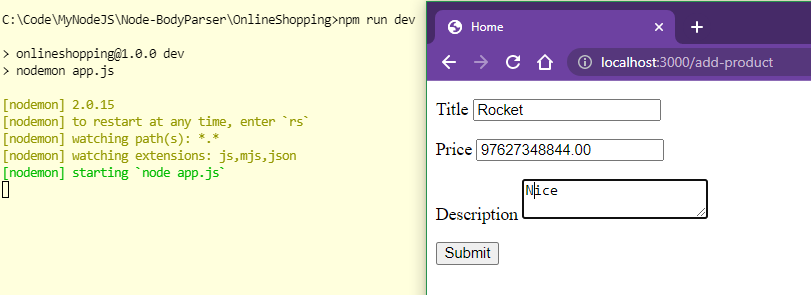 C:\Code\MyNodeJS\Node-BodyParser\OnlineShopping>npm run dev
> onlineshopping@1.0.0 dev
> nodemon app.js
[nodemon] 2.0.15
[nodemon] to restart at any time, enter `rs`
[nodemon] watching path(s): *.*
[nodemon] watching extensions: js,mjs,json
[nodemon] starting `node app.js`
Home
localhost:3000/add-product
Title Rocket
Price 97627348844.00
Description Nice
Submit